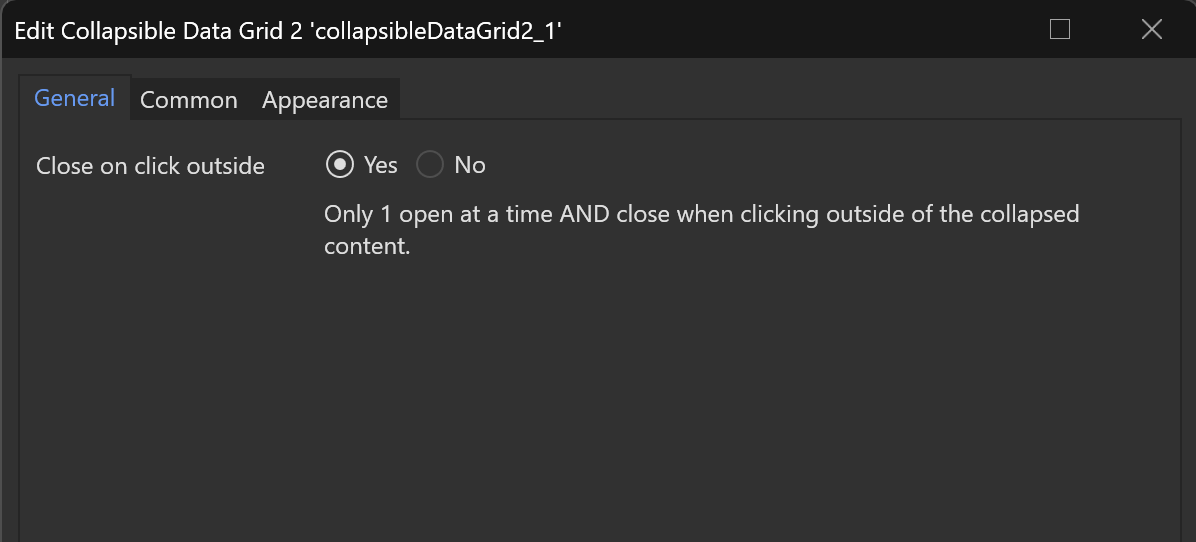 Edit Collapsible Data Grid 2 'collapsibleDataGrid2_1'
General Common Appearance
Close on click outside Yes No
Only 1 open at a time AND close when clicking outside of the collapsed
content.